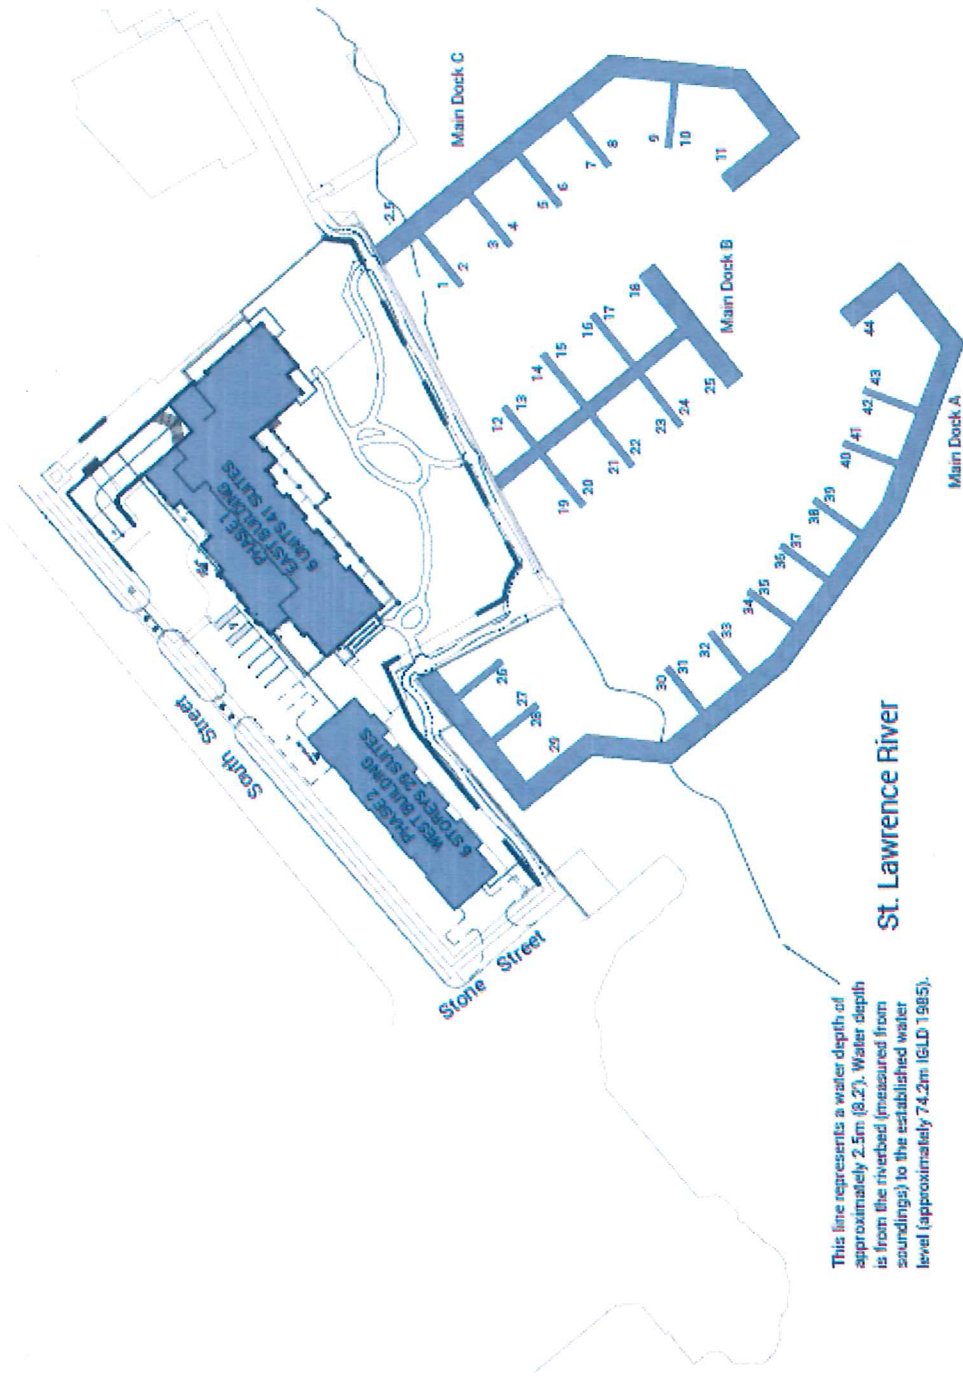 South Street
Stone Street
PHASE 1
EAST BUILDING
6 UNITS 41 SUITES
PHASE 2
WEST BUILDING
6 STOREYS 29 SUITES
Main Dock C
2.5
1
2
3
4
5
6
7
8
9
10
11
Main Dock B
12
13
14
15
16
17
18
19
20
21
22
23
24
25
Main Dock A
26
27
28
29
30
31
32
33
34
35
36
37
38
39
40
41
42
43
44
St. Lawrence River
This line represents a water depth of
approximately 2.5m (8.2'). Water depth
is from the riverbed (measured from
soundings) to the established water
level (approximately 74.2m IGLD 1985).